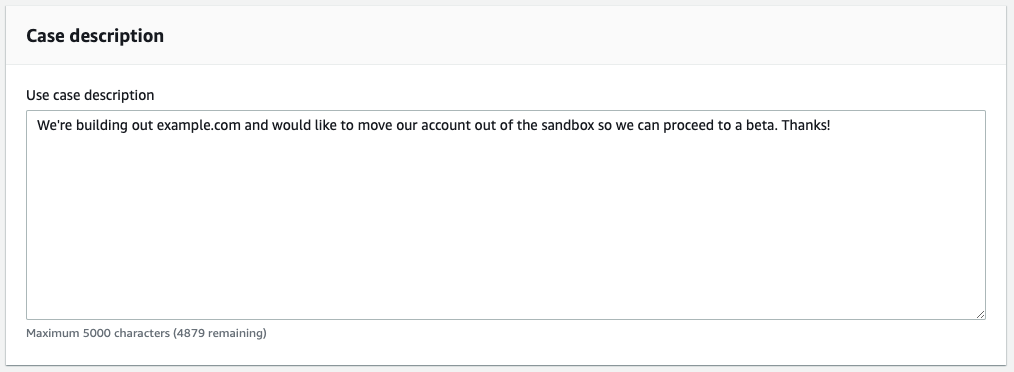 Case description
Use case description
We're building out example.com and would like to move our account out of the sandbox so we can proceed to a beta. Thanks!
Maximum 5000 characters (4879 remaining)